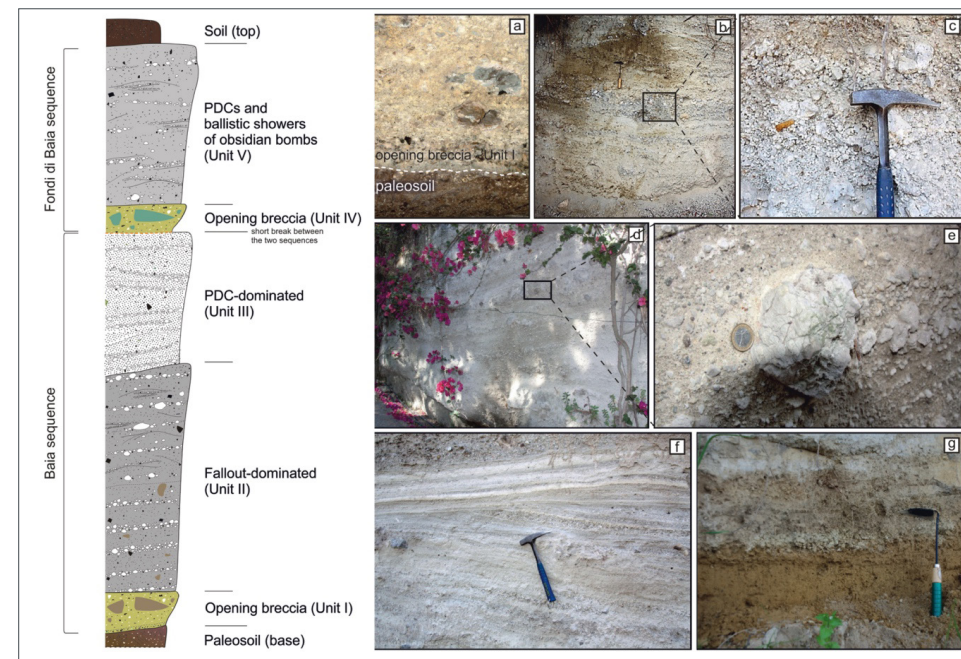 Soil (top)
Fondi di Baia sequence
PDCs and
ballistic showers
of obsidian bombs
(Unit V)
Opening breccia (Unit IV)
short break between
the two sequences
Baia sequence
PDC-dominated
(Unit III)
Fallout-dominated
(Unit II)
Opening breccia (Unit I)
Paleosoil (base)
a
opening breccia - Unit I
paleosoil
b
c
d
e
f
g